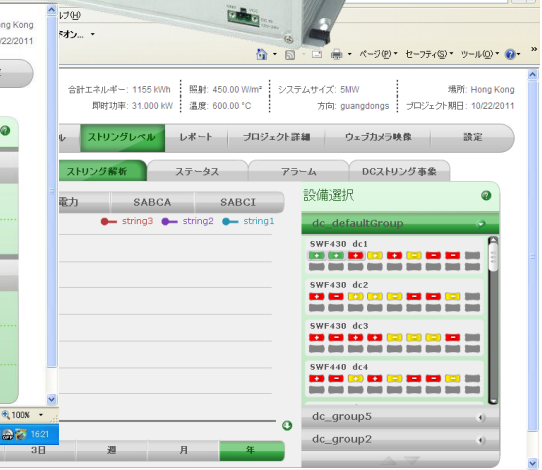 ng Kong
ルプ(H)
0/22/2011
ページ(P) セーフティ(S) ツール(O) »
合計エネルギー: 1155 kWh 照射: 450.00 W/m² システムサイズ: 5MW 場所: Hong Kong
即時功率: 31.000 kW 温度: 600.00 °C 方向: guangdongs プロジェクト期日: 10/22/2011
ル ストリングレベル レポート プロジェクト詳細 ウェブカメラ映像 設定
ストリング解析 ステータス アラーム DCストリング事象
電力 SABCA SABCI
string3 string2 string1
設備選択
dc_defaultGroup
SWF430 dc1
SWF430 dc2
SWF430 dc3
SWF440 dc4
dc_group5
dc_group2
100%
16:21
3日 週 月 年